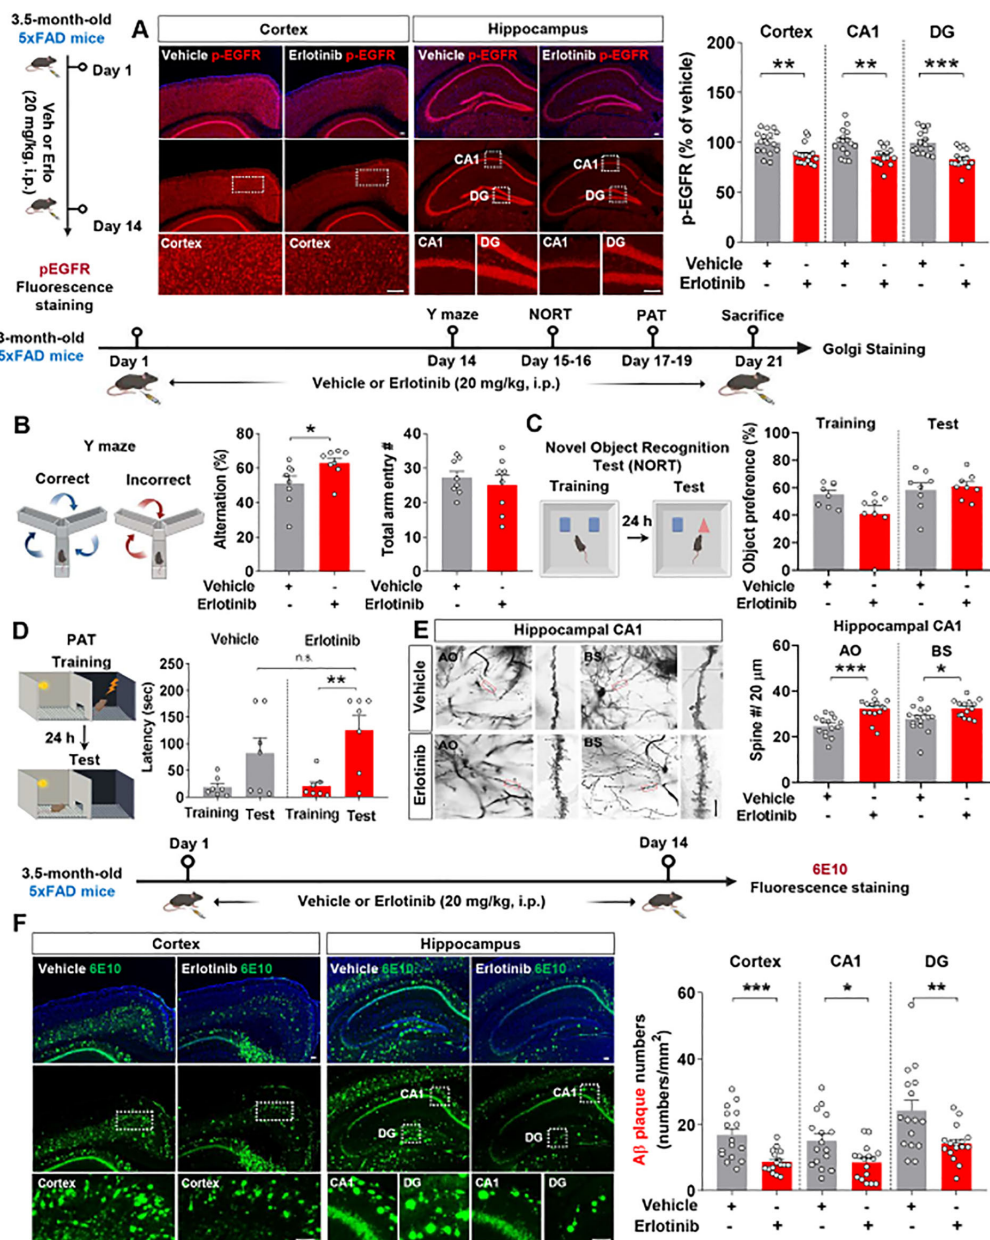 3.5-month-old
5xFAD mice
Day 1
Veh or Erlo
(20 mg/kg, i.p.)
Day 14
pEGFR
Fluorescence
staining
A
Cortex
Hippocampus
Vehicle p-EGFR
Erlotinib p-EGFR
Vehicle p-EGFR
Erlotinib p-EGFR
CA1
DG
CA1
DG
Cortex
Cortex
CA1
DG
CA1
DG
Cortex
CA1
DG
**
**
***
p-EGFR (% of vehicle)
200
150
100
50
0
Vehicle + - + - + -
Erlotinib - + - + - +
3-month-old
5xFAD mice
Y maze
NORT
PAT
Sacrifice
Day 1
Day 14
Day 15-16
Day 17-19
Day 21
Golgi Staining
Vehicle or Erlotinib (20 mg/kg, i.p.)
B
Y maze
Correct
Incorrect
Alternation (%)
80
60
40
20
0
*
Total arm entry #
40
30
20
10
0
Vehicle + - + -
Erlotinib - + - +
C
Novel Object Recognition
Test (NORT)
Training
Test
24 h
Training
Test
Object preference (%)
100
80
60
40
20
0
Vehicle + - + -
Erlotinib - + - +
D
PAT
Training
24 h
Test
Vehicle
Erlotinib
n.s.
**
Latency (sec)
250
200
150
100
50
0
Training
Test
Training
Test
E
Hippocampal CA1
Vehicle
AO
BS
Erlotinib
AO
BS
Hippocampal CA1
AO
BS
***
*
Spine #/ 20 μm
60
40
20
0
Vehicle + - + -
Erlotinib - + - +
3.5-month-old
5xFAD mice
Day 1
Day 14
Vehicle or Erlotinib (20 mg/kg, i.p.)
6E10
Fluorescence staining
F
Cortex
Hippocampus
Vehicle 6E10
Erlotinib 6E10
Vehicle 6E10
Erlotinib 6E10
CA1
DG
CA1
DG
Cortex
Cortex
CA1
DG
CA1
DG
Cortex
CA1
DG
***
*
**
Aβ plaque numbers
(numbers/mm²)
60
40
20
0
Vehicle + - + - + -
Erlotinib - + - + - +